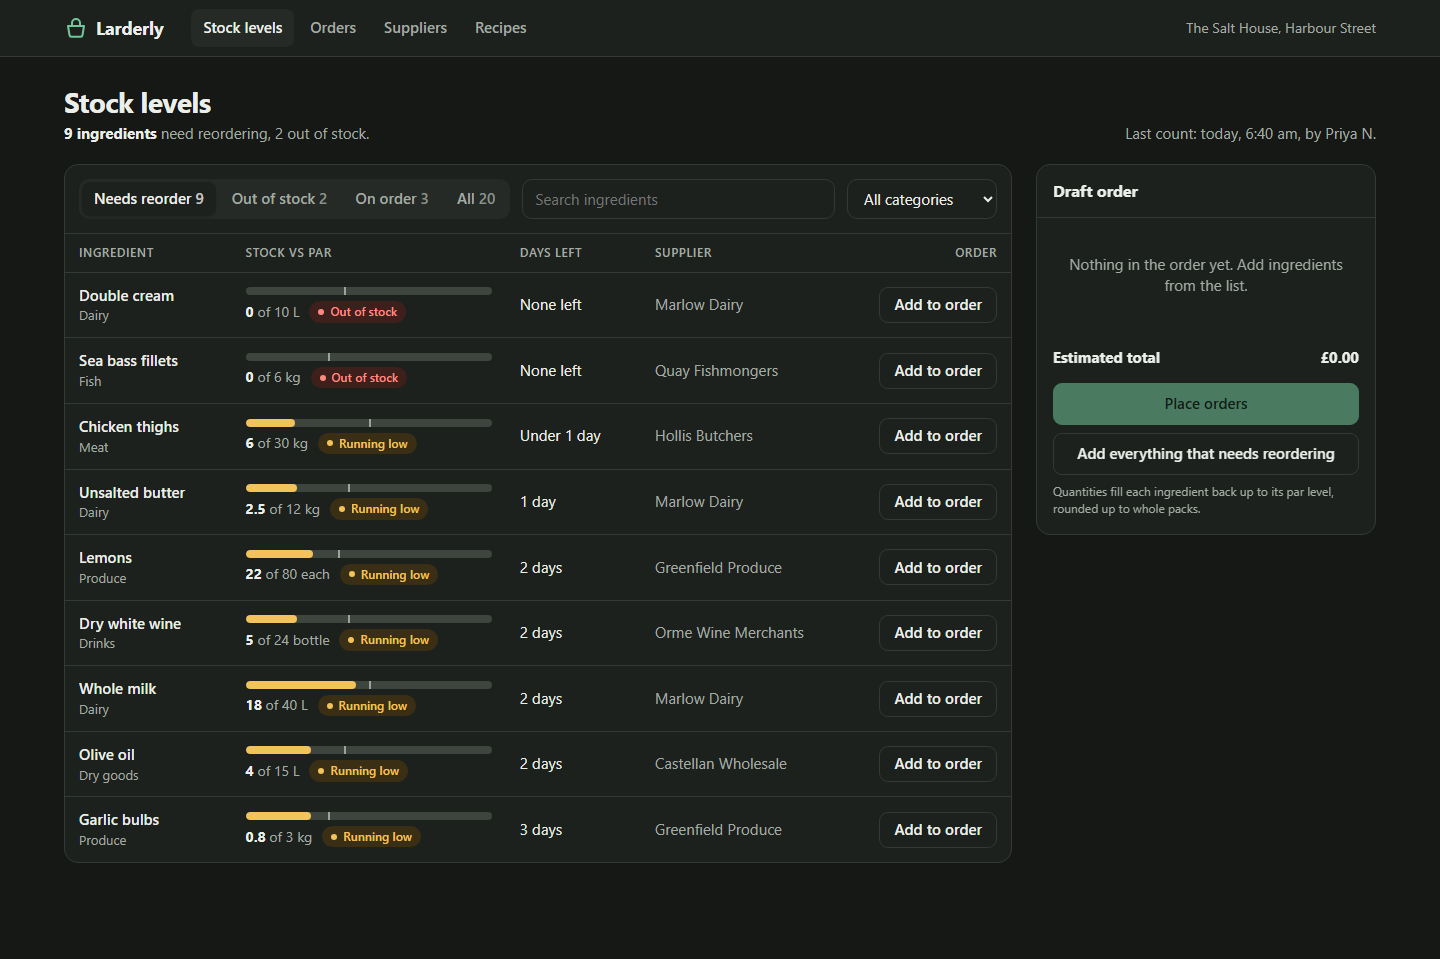 Larderly
Stock levels
Orders
Suppliers
Recipes
The Salt House, Harbour Street
Stock levels
9 ingredients need reordering, 2 out of stock.
Last count: today, 6:40 am, by Priya N.
Needs reorder 9
Out of stock 2
On order 3
All 20
Search ingredients
All categories
INGREDIENT
STOCK VS PAR
DAYS LEFT
SUPPLIER
ORDER
Double cream
Dairy
0 of 10 L
Out of stock
None left
Marlow Dairy
Add to order
Sea bass fillets
Fish
0 of 6 kg
Out of stock
None left
Quay Fishmongers
Add to order
Chicken thighs
Meat
6 of 30 kg
Running low
Under 1 day
Hollis Butchers
Add to order
Unsalted butter
Dairy
2.5 of 12 kg
Running low
1 day
Marlow Dairy
Add to order
Lemons
Produce
22 of 80 each
Running low
2 days
Greenfield Produce
Add to order
Dry white wine
Drinks
5 of 24 bottle
Running low
2 days
Orme Wine Merchants
Add to order
Whole milk
Dairy
18 of 40 L
Running low
2 days
Marlow Dairy
Add to order
Olive oil
Dry goods
4 of 15 L
Running low
2 days
Castellan Wholesale
Add to order
Garlic bulbs
Produce
0.8 of 3 kg
Running low
3 days
Greenfield Produce
Add to order
Draft order
Nothing in the order yet. Add ingredients
from the list.
Estimated total
£0.00
Place orders
Add everything that needs reordering
Quantities fill each ingredient back up to its par level,
rounded up to whole packs.